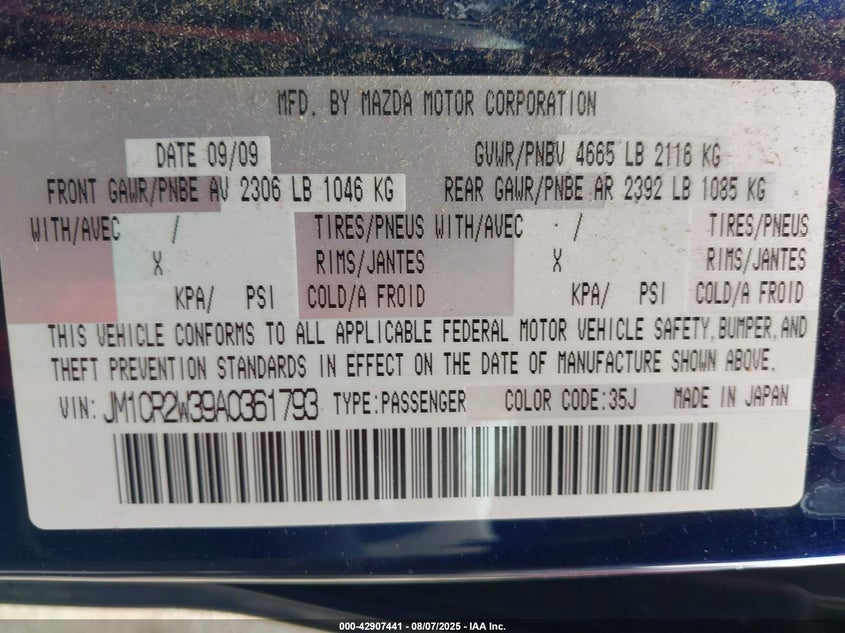 MFD. BY MAZDA MOTOR CORPORATION
DATE 09/09 GVWR/PNBV 4665 LB 2116 KG
FRONT GAWR/PNBE AV 2306 LB 1046 KG REAR GAWR/PNBE AR 2392 LB 1085 KG
WITH/AVEC / TIRES/PNEUS WITH/AVEC / TIRES/PNEUS
X RIMS/JANTES X RIMS/JANTES
KPA/ PSI COLD/A FROID KPA/ PSI COLD/A FROID
THIS VEHICLE CONFORMS TO ALL APPLICABLE FEDERAL MOTOR VEHICLE SAFETY, BUMPER, AND
THEFT PREVENTION STANDARDS IN EFFECT ON THE DATE OF MANUFACTURE SHOWN ABOVE.
VIN: JM1CR2W39A0361793 TYPE:PASSENGER COLOR CODE:35J MADE IN JAPAN
000-42907441 - 08/07/2025 - IAA Inc.